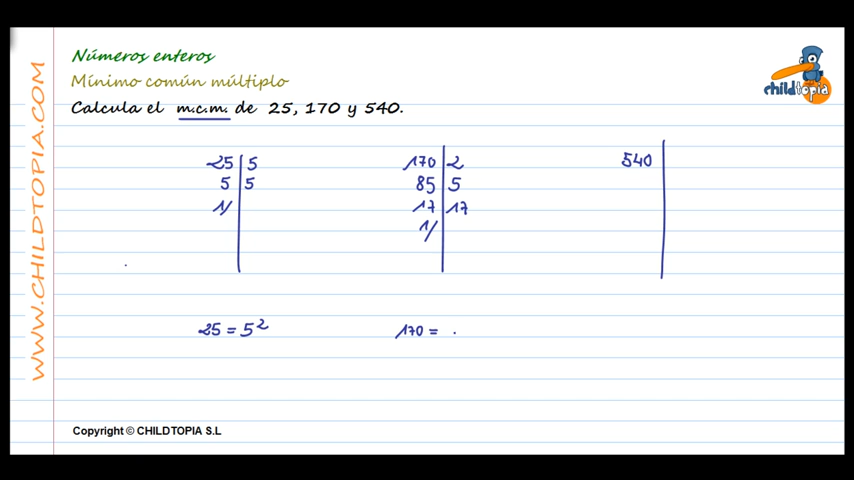 Números enteros
Mínimo común múltiplo
Calcula el m.c.m. de 25, 170 y 540.
childtopia
WWW.CHILDTOPIA.COM
25 | 5
5 | 5
1/
170 | 2
85 | 5
17 | 17
1/
540
25 = 5²
170 =
Copyright © CHILDTOPIA S.L